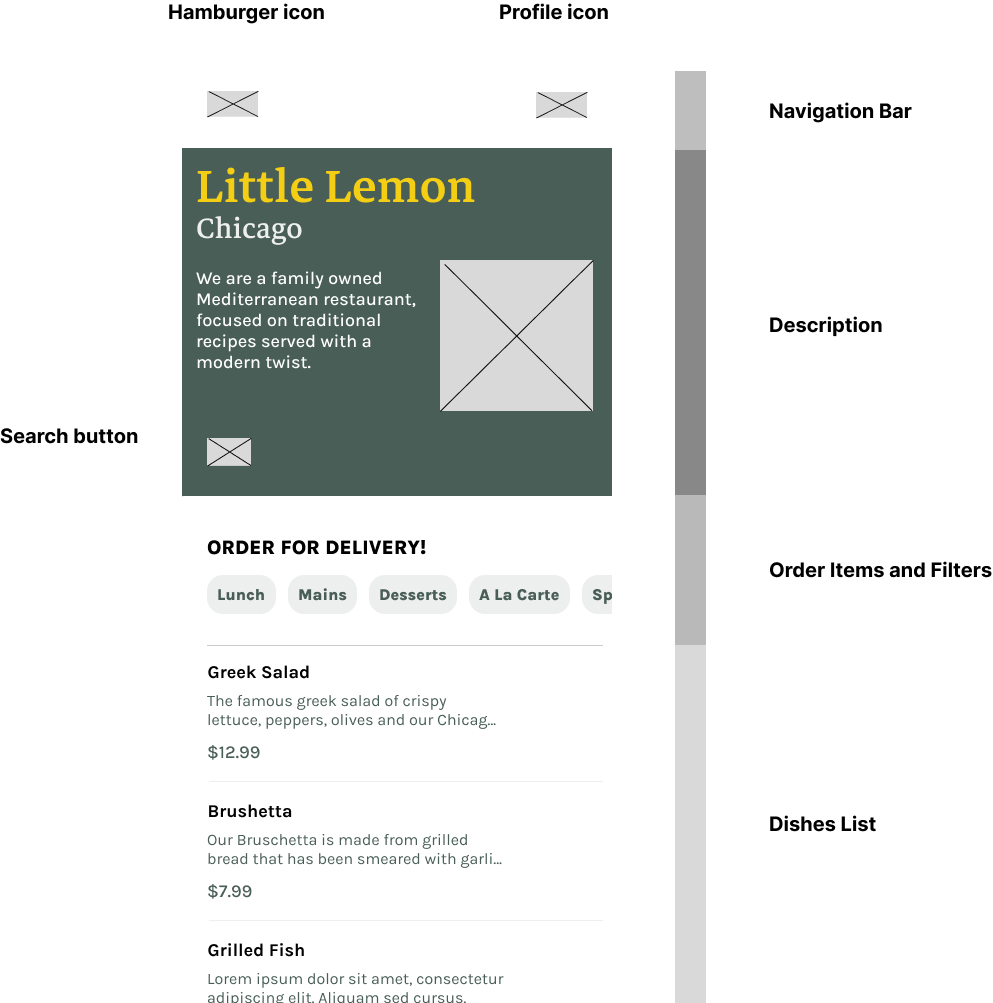 Hamburger icon
Profile icon
Navigation Bar
Little Lemon
Chicago
We are a family owned
Mediterranean restaurant,
focused on traditional
recipes served with a
modern twist.
Description
Search button
ORDER FOR DELIVERY!
Lunch
Mains
Desserts
A La Carte
Sp
Order Items and Filters
Greek Salad
The famous greek salad of crispy
lettuce, peppers, olives and our Chicag...
$12.99
Brushetta
Our Bruschetta is made from grilled
bread that has been smeared with garli...
$7.99
Dishes List
Grilled Fish
Lorem ipsum dolor sit amet, consectetur
adipiscing elit. Aliquam sed cursus,